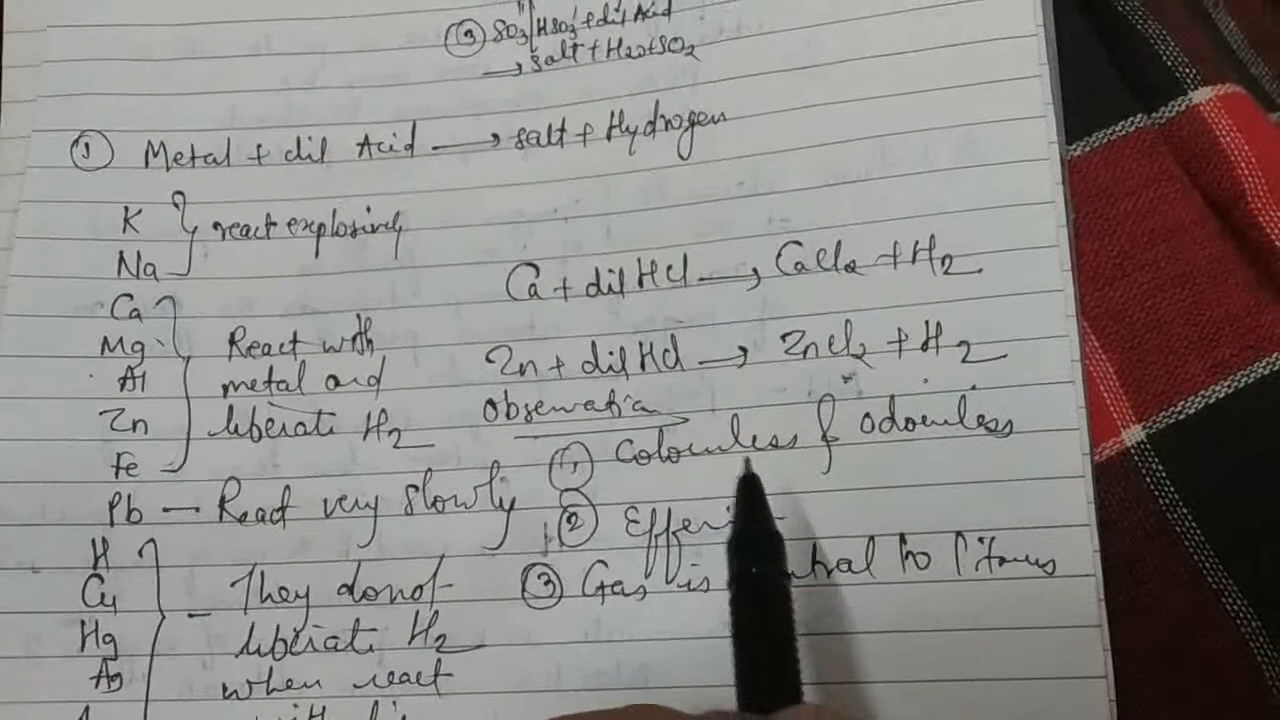 ③ SO3/HSO3 + dil Acid
→ salt + H2O + SO2
① Metal + dil Acid → salt + Hydrogen
K
Na
react explosively
Ca
Mg
Al
Zn
Fe
React with
metal and
liberate H2
Pb — React very slowly
H
Cu
Hg
Ag
They do not
liberate H2
when react
Ca + dil HCl → CaCl2 + H2
Zn + dil HCl → ZnCl2 + H2
Observation
① Colourless & odourless
②
③ Gas is to litmus